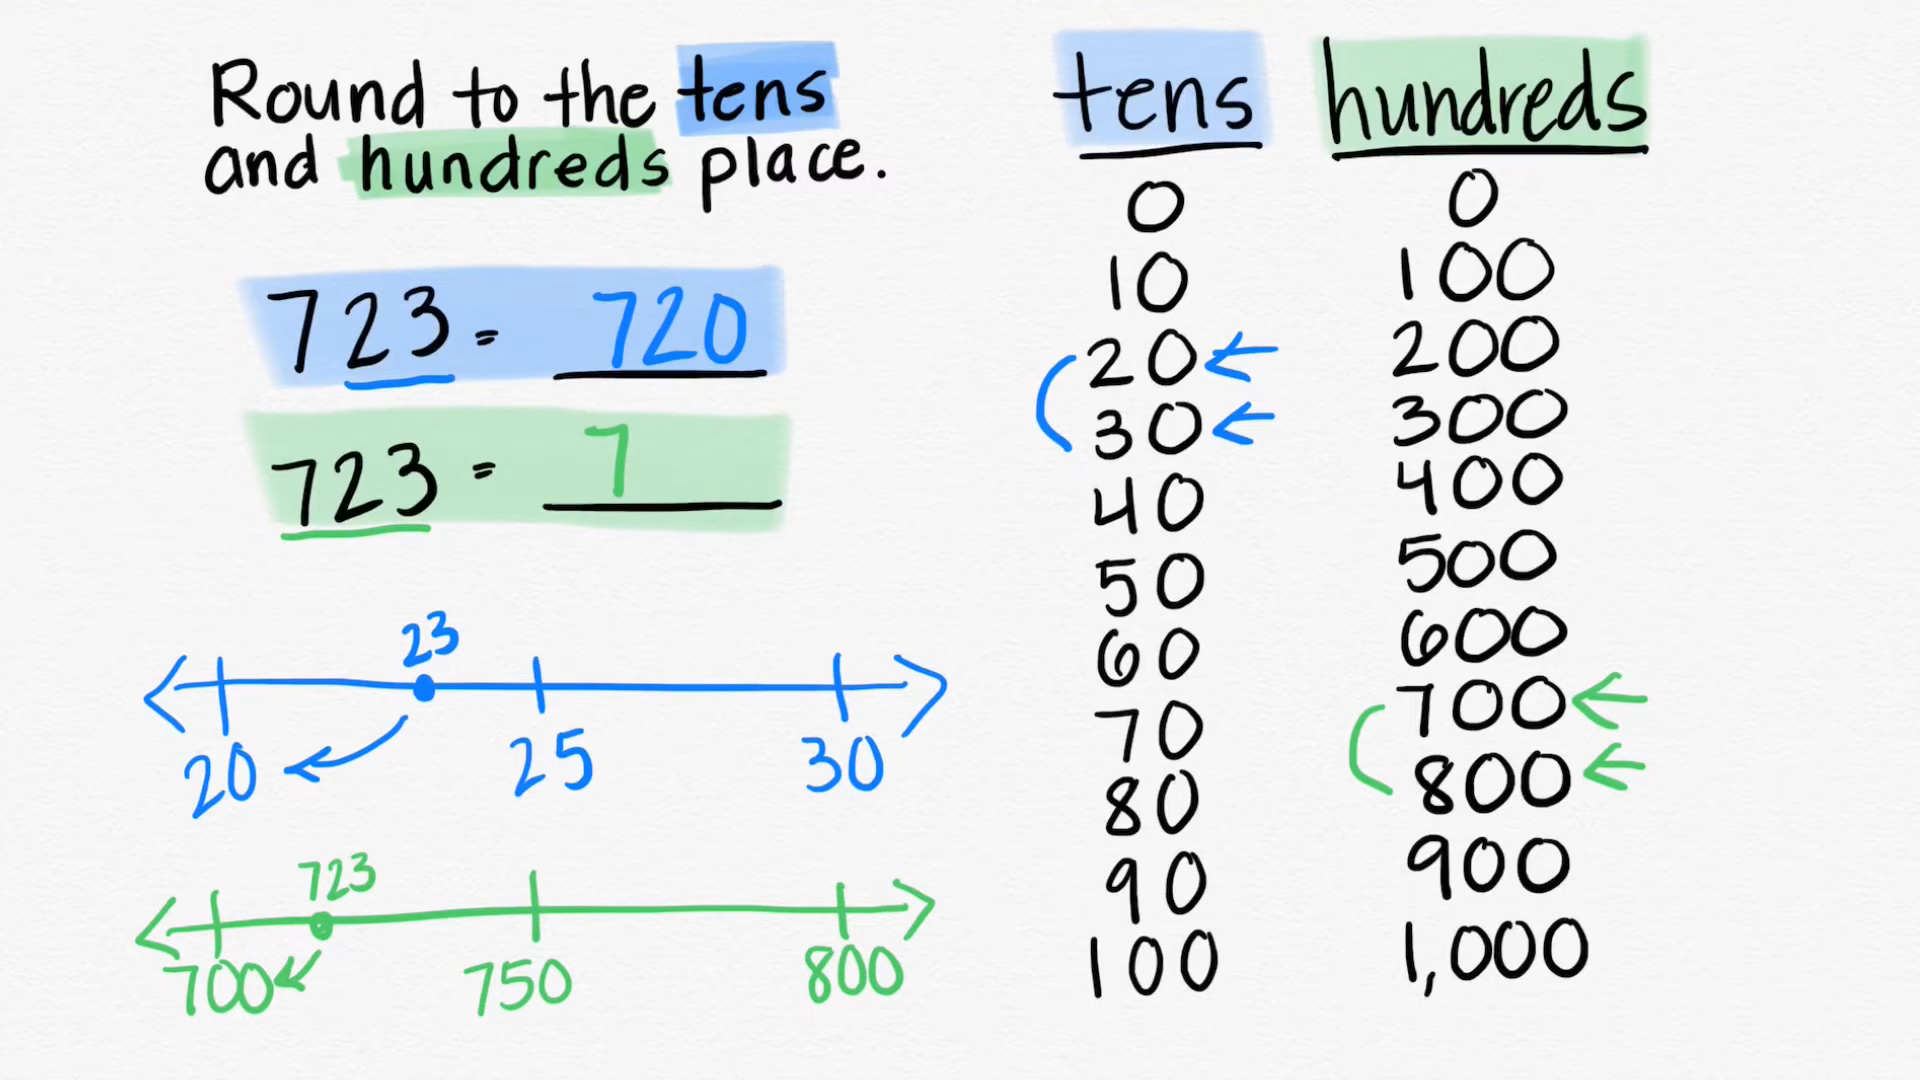 Round to the tens
and hundreds place.
723 = 720
723 = 7
23
20 25 30
723
700 750 800
tens hundreds
0 0
10 100
20 200
30 300
40 400
50 500
60 600
70 700
80 800
90 900
100 1,000